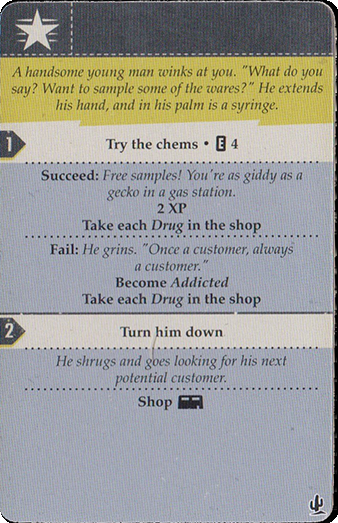 A handsome young man winks at you. "What do you
say? Want to sample some of the wares?" He extends
his hand, and in his palm is a syringe.
1 Try the chems • E 4
Succeed: Free samples! You're as giddy as a
gecko in a gas station.
2 XP
Take each Drug in the shop
Fail: He grins. "Once a customer, always
a customer."
Become Addicted
Take each Drug in the shop
2 Turn him down
He shrugs and goes looking for his next
potential customer.
Shop